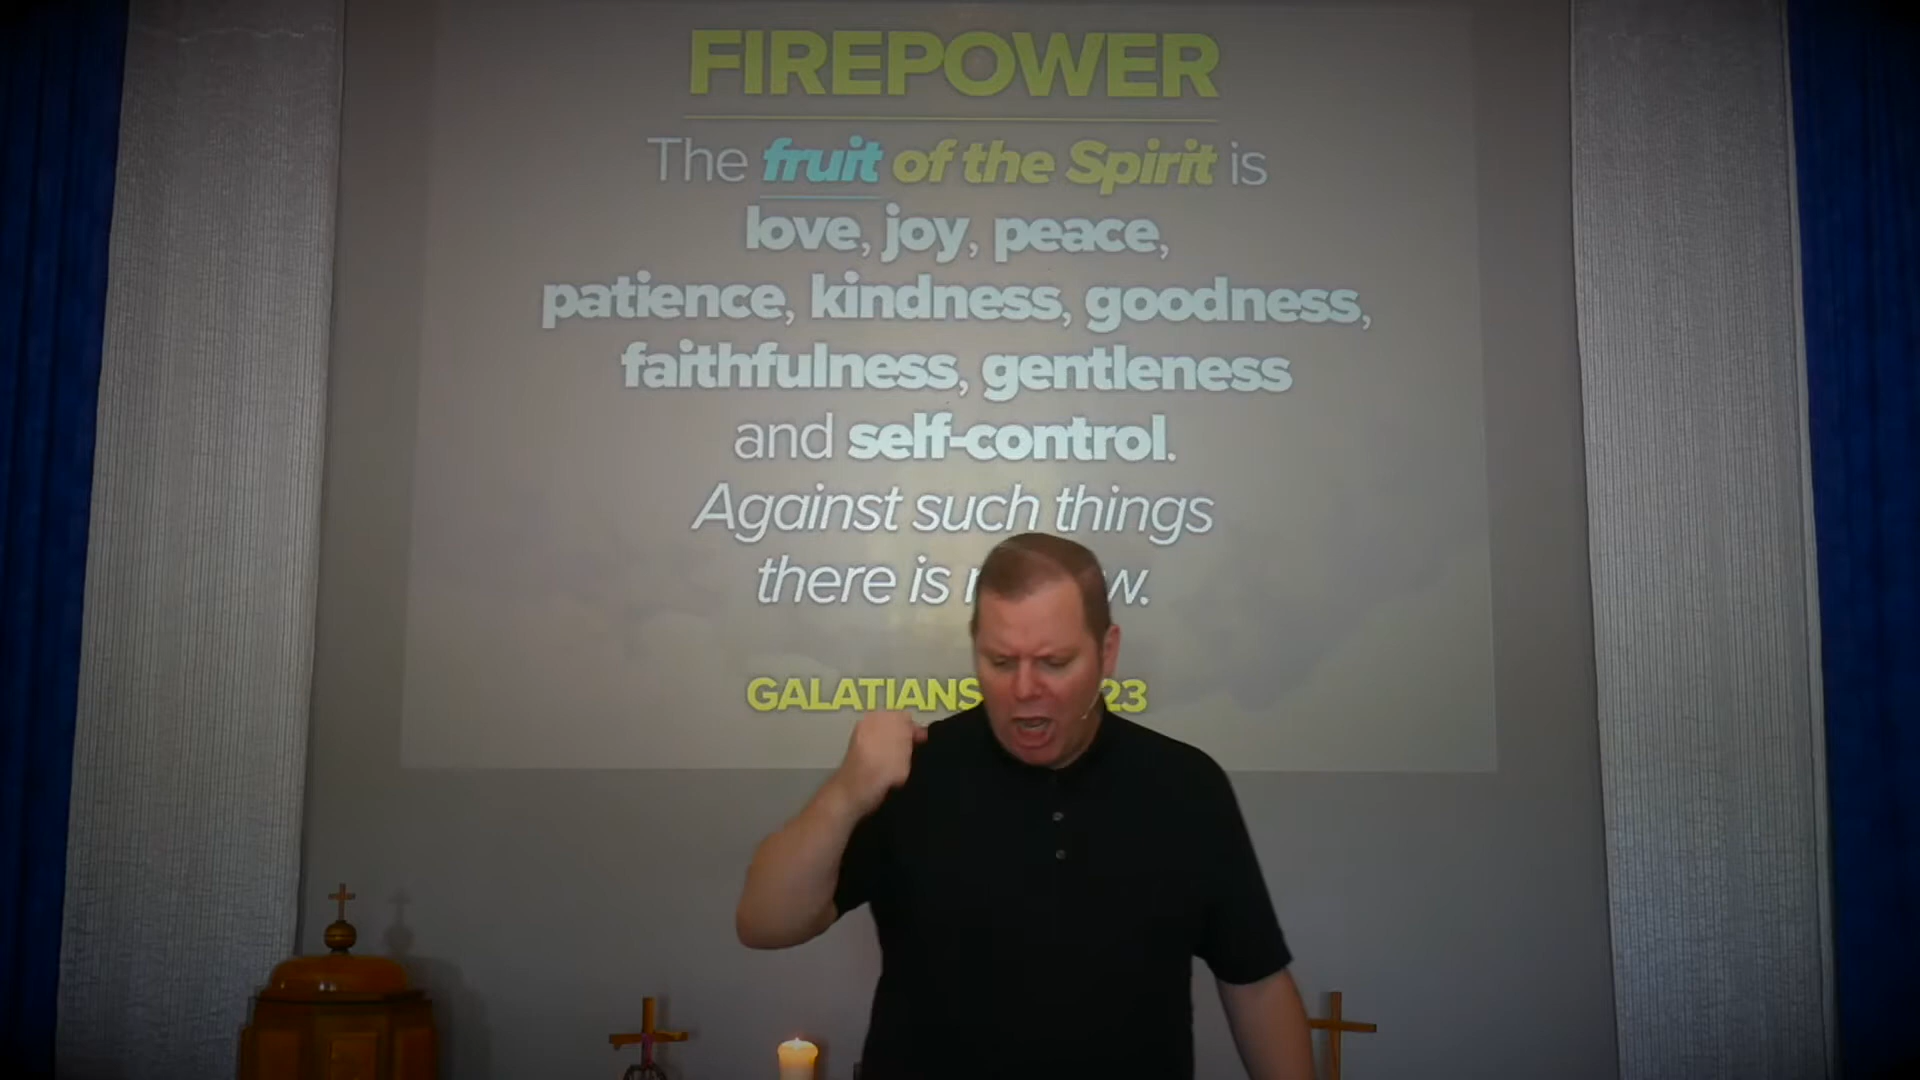 FIREPOWER
The fruit of the Spirit is
love, joy, peace,
patience, kindness, goodness,
faithfulness, gentleness
and self-control.
Against such things
there is
GALATIANS 23